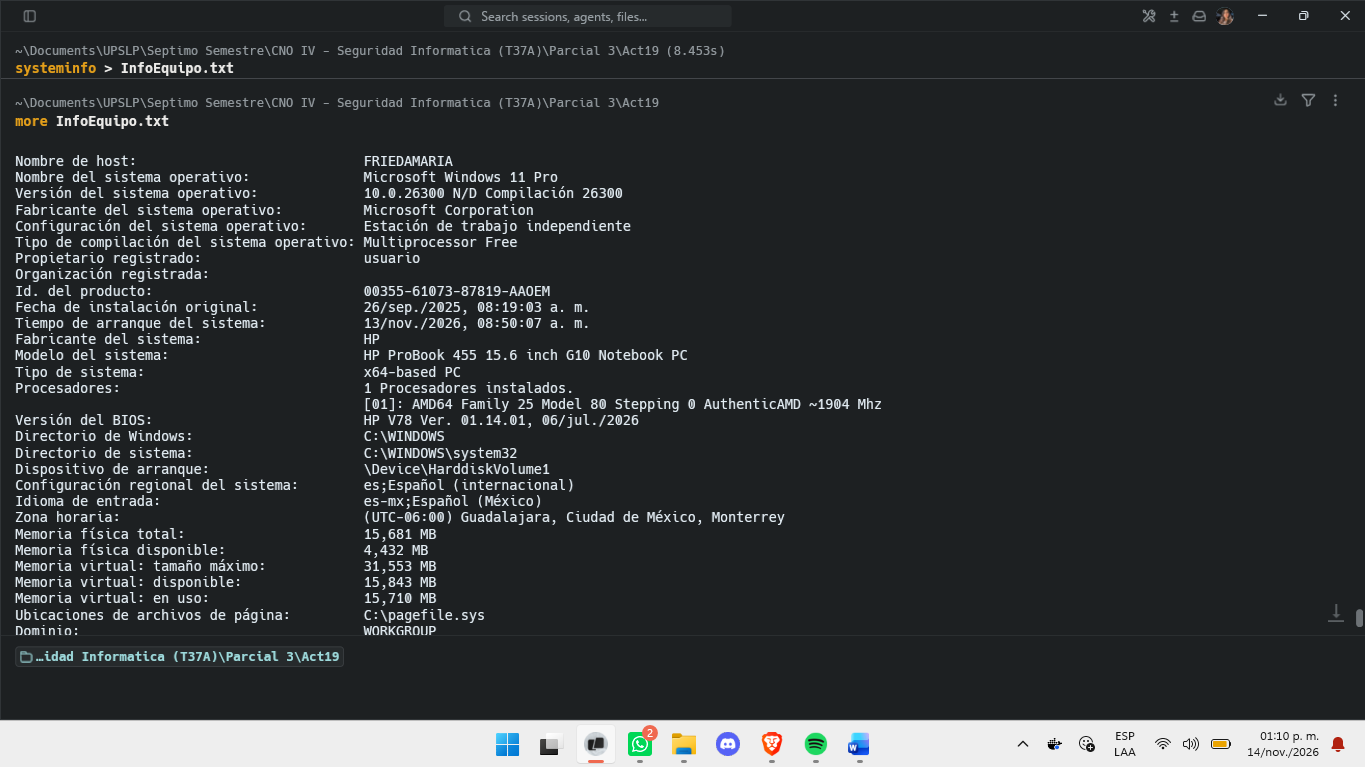 Search sessions, agents, files...
~\Documents\UPSLP\Septimo Semestre\CNO IV - Seguridad Informatica (T37A)\Parcial 3\Act19 (8.453s)
systeminfo > InfoEquipo.txt
~\Documents\UPSLP\Septimo Semestre\CNO IV - Seguridad Informatica (T37A)\Parcial 3\Act19
more InfoEquipo.txt
Nombre de host: FRIEDAMARIA
Nombre del sistema operativo: Microsoft Windows 11 Pro
Versión del sistema operativo: 10.0.26300 N/D Compilación 26300
Fabricante del sistema operativo: Microsoft Corporation
Configuración del sistema operativo: Estación de trabajo independiente
Tipo de compilación del sistema operativo: Multiprocessor Free
Propietario registrado: usuario
Organización registrada:
Id. del producto: 00355-61073-87819-AAOEM
Fecha de instalación original: 26/sep./2025, 08:19:03 a. m.
Tiempo de arranque del sistema: 13/nov./2026, 08:50:07 a. m.
Fabricante del sistema: HP
Modelo del sistema: HP ProBook 455 15.6 inch G10 Notebook PC
Tipo de sistema: x64-based PC
Procesadores: 1 Procesadores instalados.
[01]: AMD64 Family 25 Model 80 Stepping 0 AuthenticAMD ~1904 Mhz
Versión del BIOS: HP V78 Ver. 01.14.01, 06/jul./2026
Directorio de Windows: C:\WINDOWS
Directorio de sistema: C:\WINDOWS\system32
Dispositivo de arranque: \Device\HarddiskVolume1
Configuración regional del sistema: es;Español (internacional)
Idioma de entrada: es-mx;Español (México)
Zona horaria: (UTC-06:00) Guadalajara, Ciudad de México, Monterrey
Memoria física total: 15,681 MB
Memoria física disponible: 4,432 MB
Memoria virtual: tamaño máximo: 31,553 MB
Memoria virtual: disponible: 15,843 MB
Memoria virtual: en uso: 15,710 MB
Ubicaciones de archivos de página: C:\pagefile.sys
Dominio: WORKGROUP
…idad Informatica (T37A)\Parcial 3\Act19
2
W
ESP
LAA
01:10 p. m.
14/nov./2026